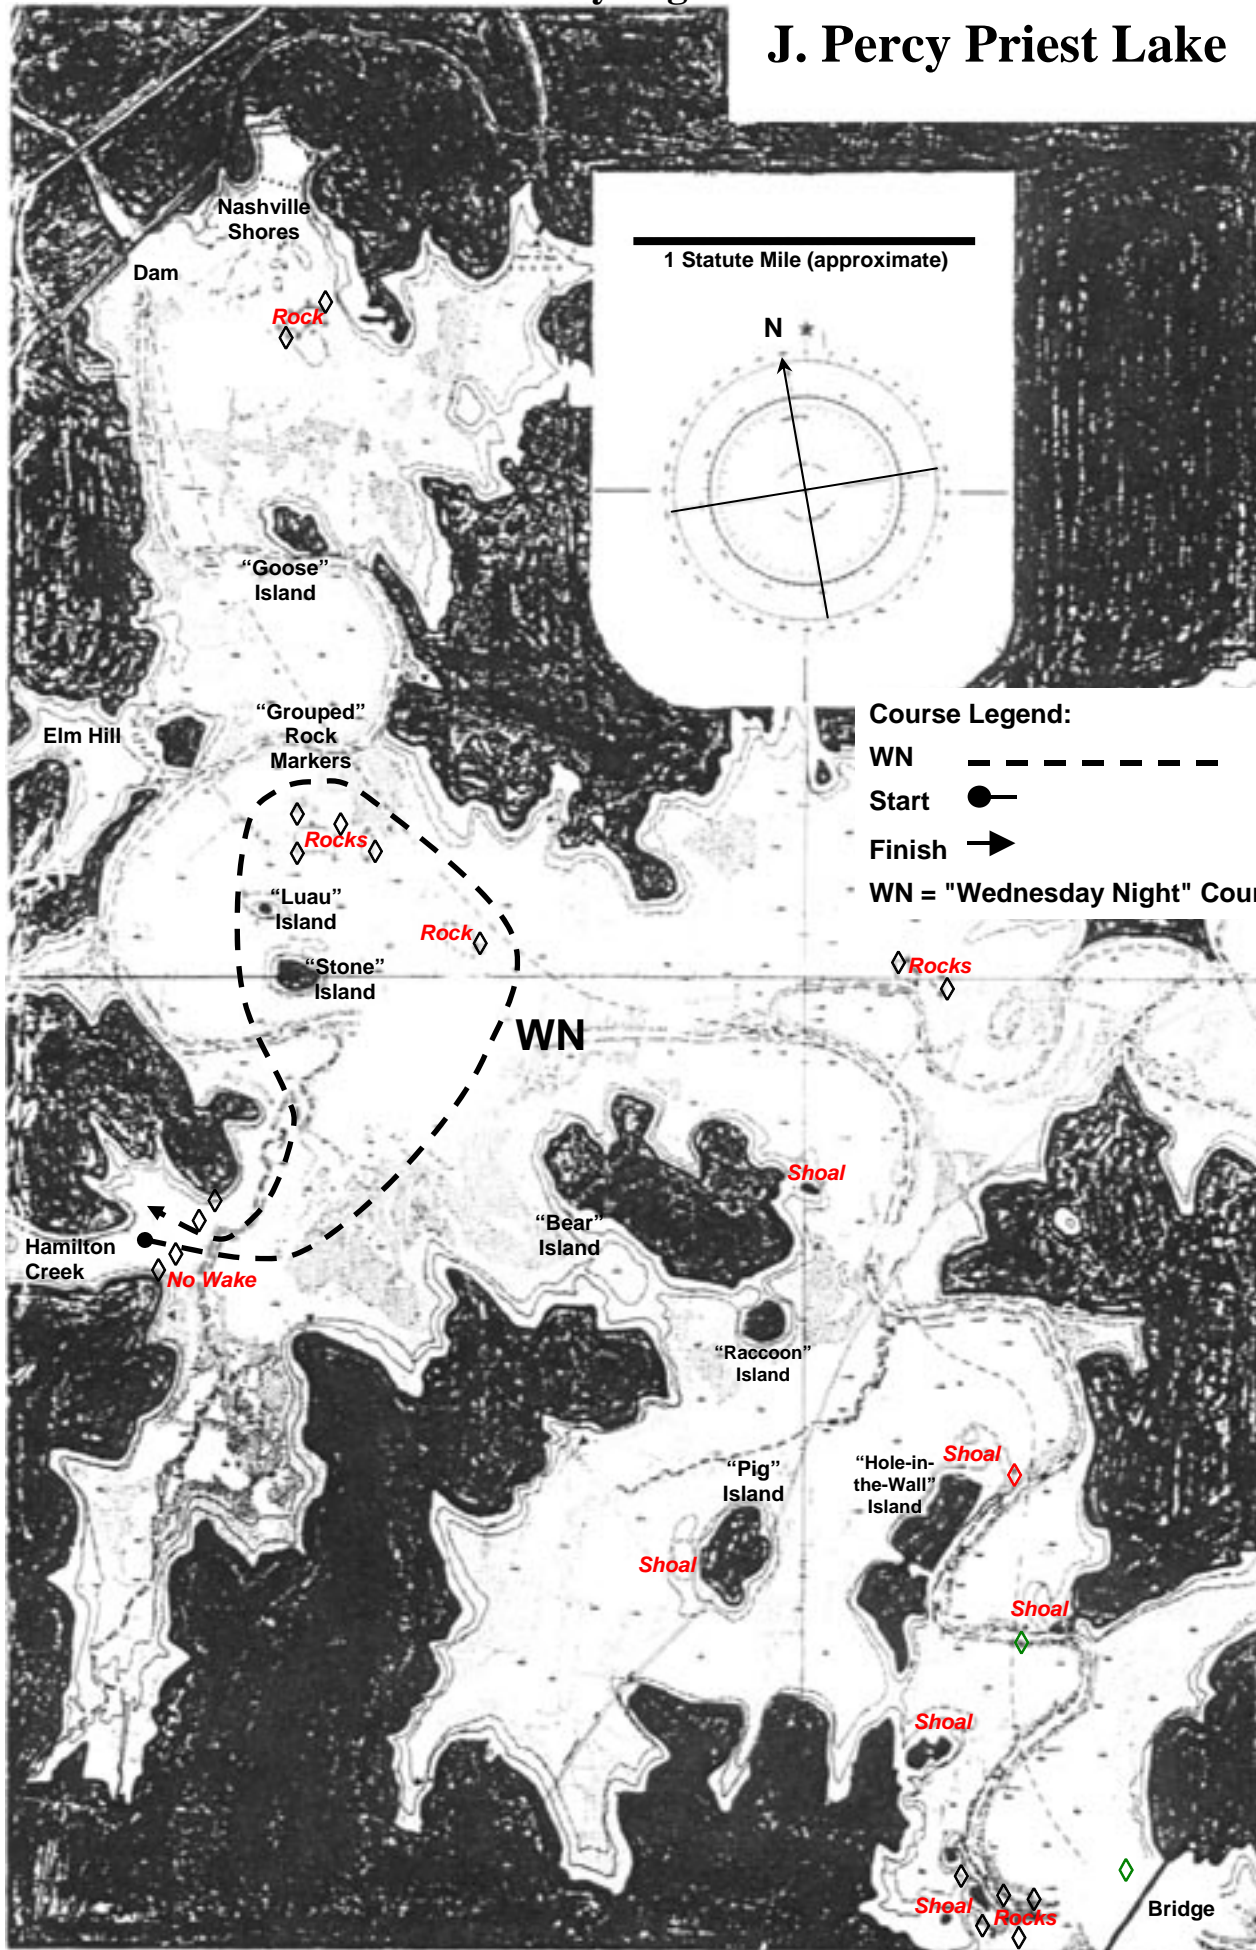 J. Percy Priest Lake
Nashville
Shores
Dam
1 Statute Mile (approximate)
Rock
N
“Goose”
Island
“Grouped”
Rock
Markers
Elm Hill
Course Legend:
WN
Start
Finish
WN = "Wednesday Night" Cour
Rocks
“Luau”
Island
Rock
“Stone”
Island
Rocks
WN
Shoal
“Bear”
Island
Hamilton
Creek
No Wake
“Raccoon”
Island
“Pig”
Island
“Hole-in-
the-Wall”
Island
Shoal
Shoal
Shoal
Shoal
Shoal
Rocks
Bridge